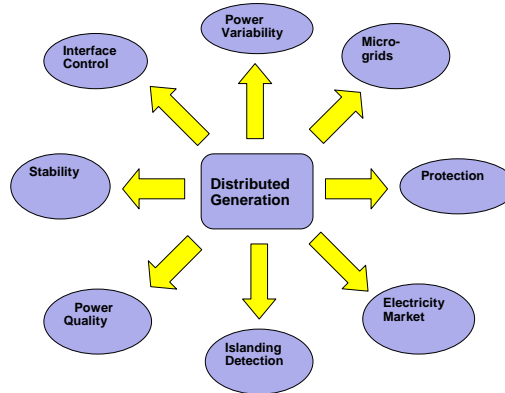 Power
Variability
Interface
Control
Micro-
grids
Stability
Distributed
Generation
Protection
Power
Quality
Islanding
Detection
Electricity
Market